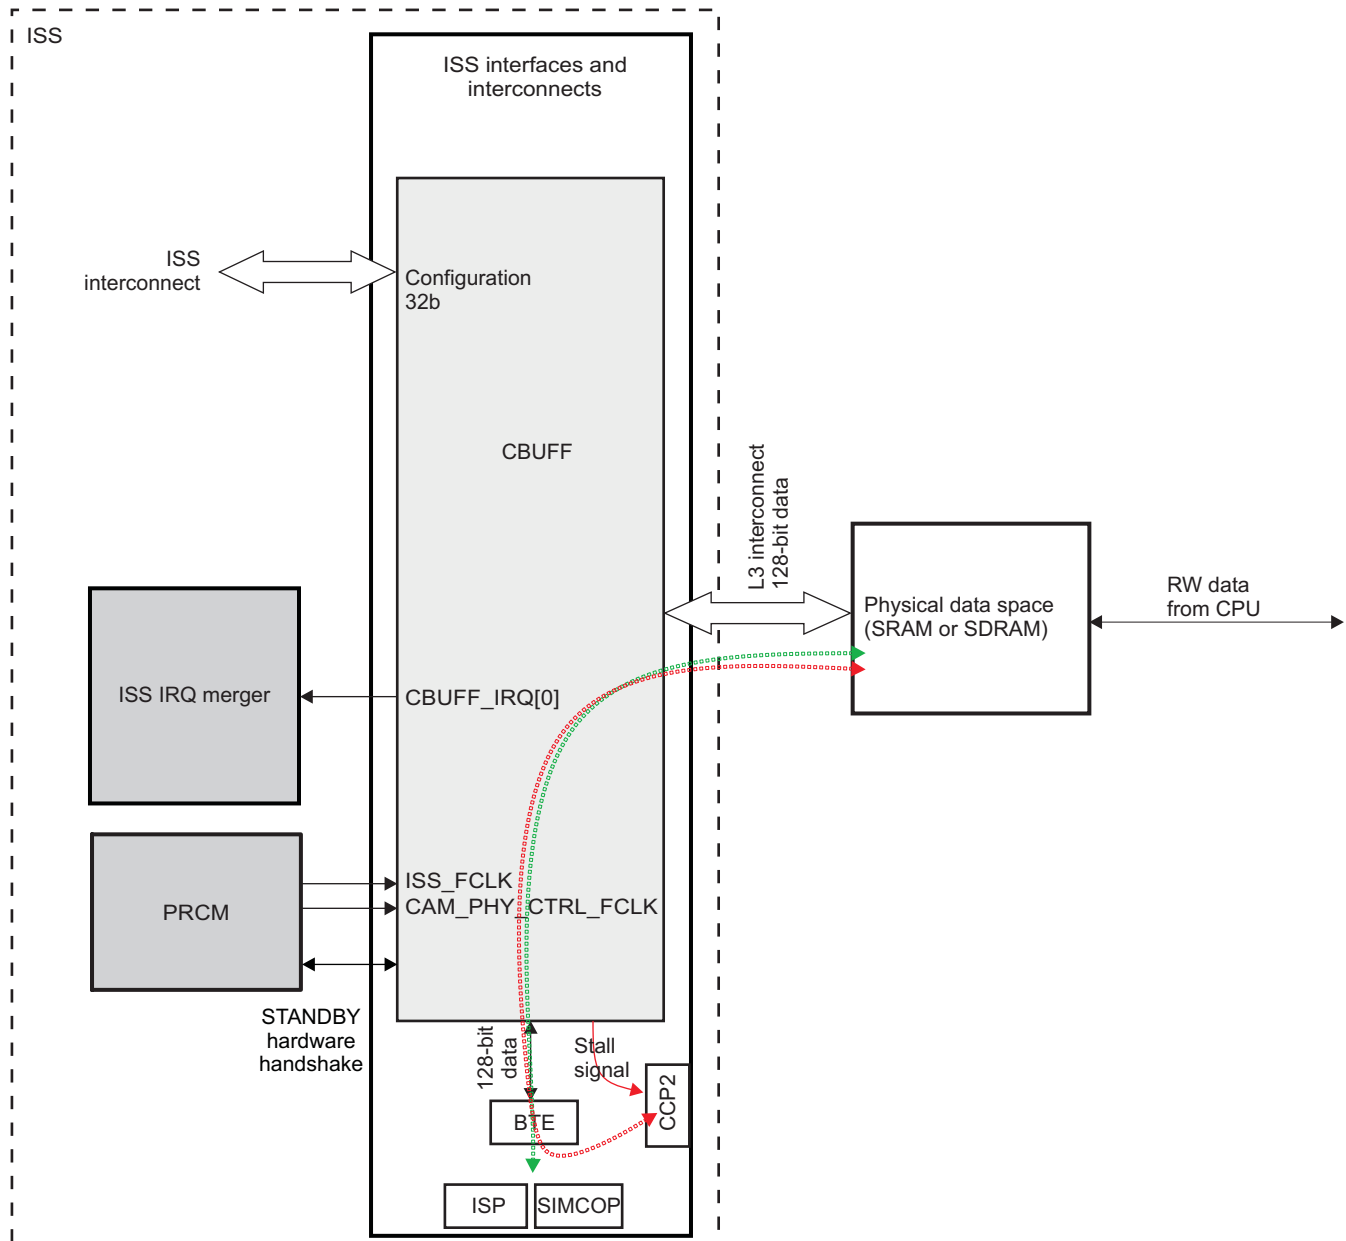 ISS
ISS interfaces and
interconnects
ISS
interconnect
Configuration
32b
CBUFF
L3 interconnect
128-bit data
Physical data space
(SRAM or SDRAM)
RW data
from CPU
ISS IRQ merger
CBUFF_IRQ[0]
PRCM
ISS_FCLK
CAM_PHY_CTRL_FCLK
STANDBY
hardware
handshake
128-bit
data
Stall
signal
CCP2
BTE
ISP
SIMCOP